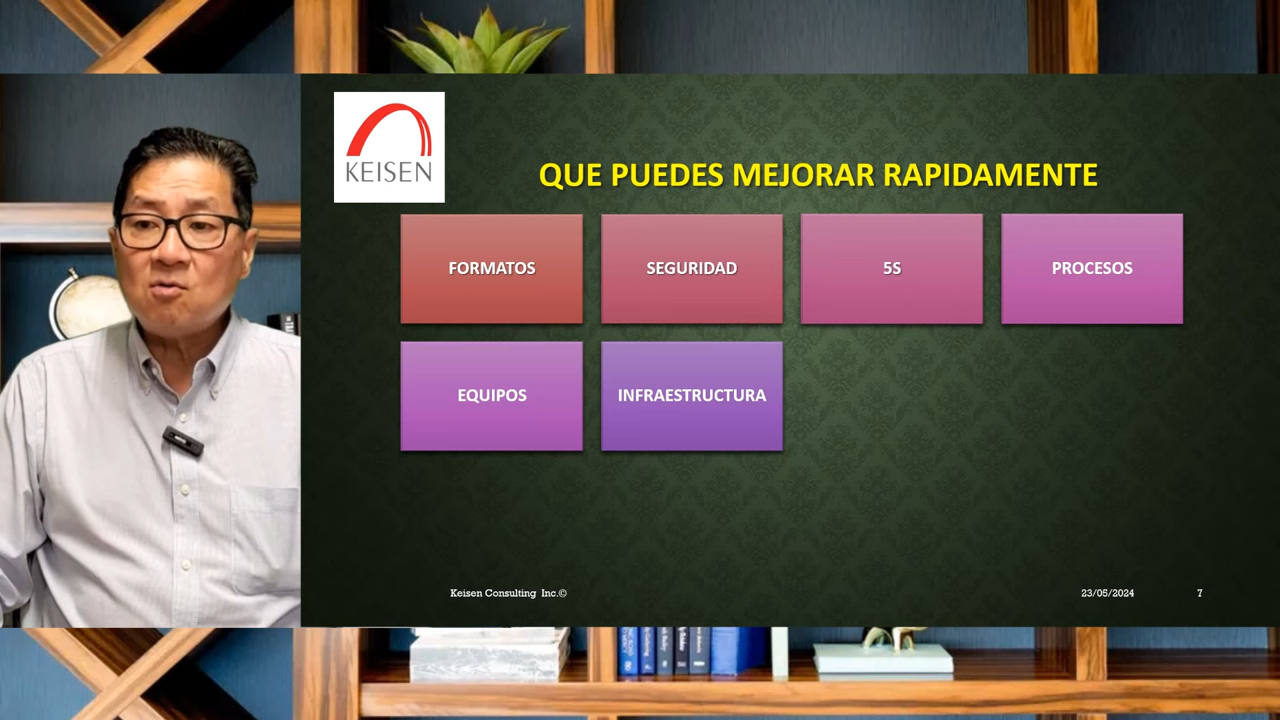 KEISEN
QUE PUEDES MEJORAR RAPIDAMENTE
FORMATOS
SEGURIDAD
5S
PROCESOS
EQUIPOS
INFRAESTRUCTURA
Keisen Consulting Inc.©
23/05/2024
7